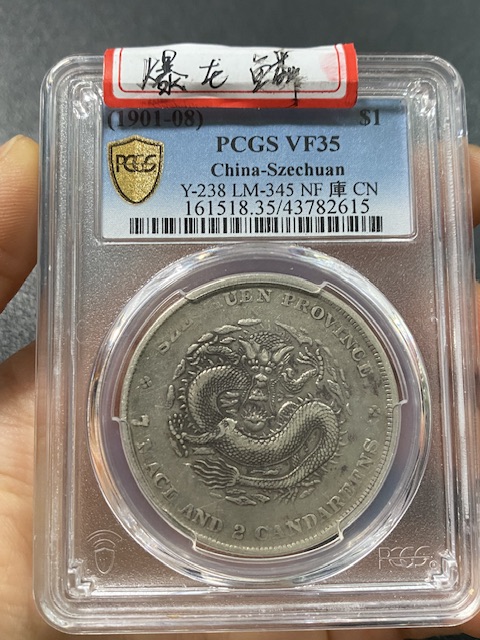 爆龙鳞
(1901-08) $1
PCGS
PCGS VF35
China-Szechuan
Y-238 LM-345 NF 庫 CN
161518.35/43782615
UEN PROVINCE
7 MACE AND 2 CANDAREENS
PCGS